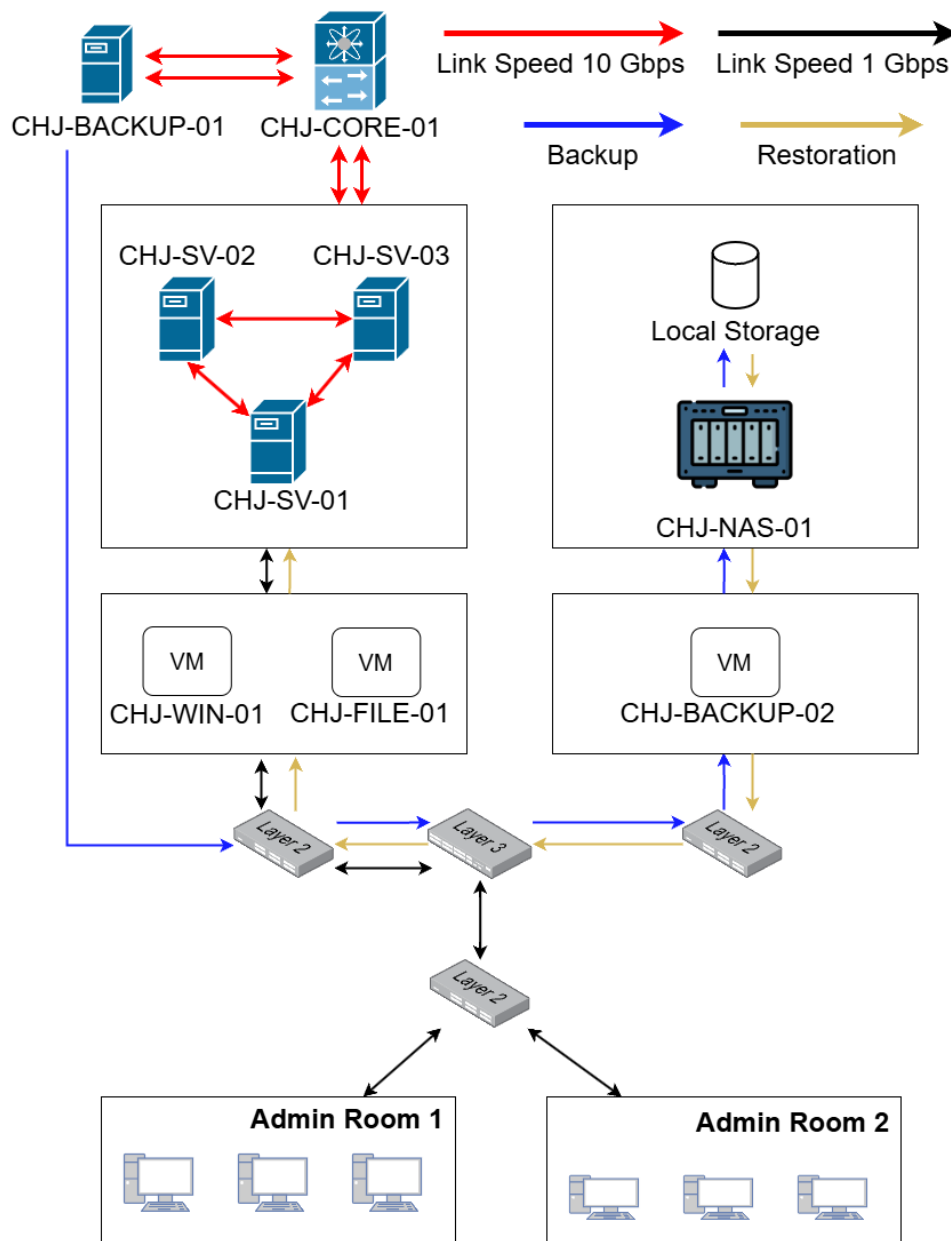 Link Speed 10 Gbps
Link Speed 1 Gbps
CHJ-BACKUP-01
CHJ-CORE-01
Backup
Restoration
CHJ-SV-02
CHJ-SV-03
CHJ-SV-01
Local Storage
CHJ-NAS-01
VM
CHJ-WIN-01
VM
CHJ-FILE-01
VM
CHJ-BACKUP-02
Layer 2
Layer 3
Layer 2
Layer 2
Admin Room 1
Admin Room 2